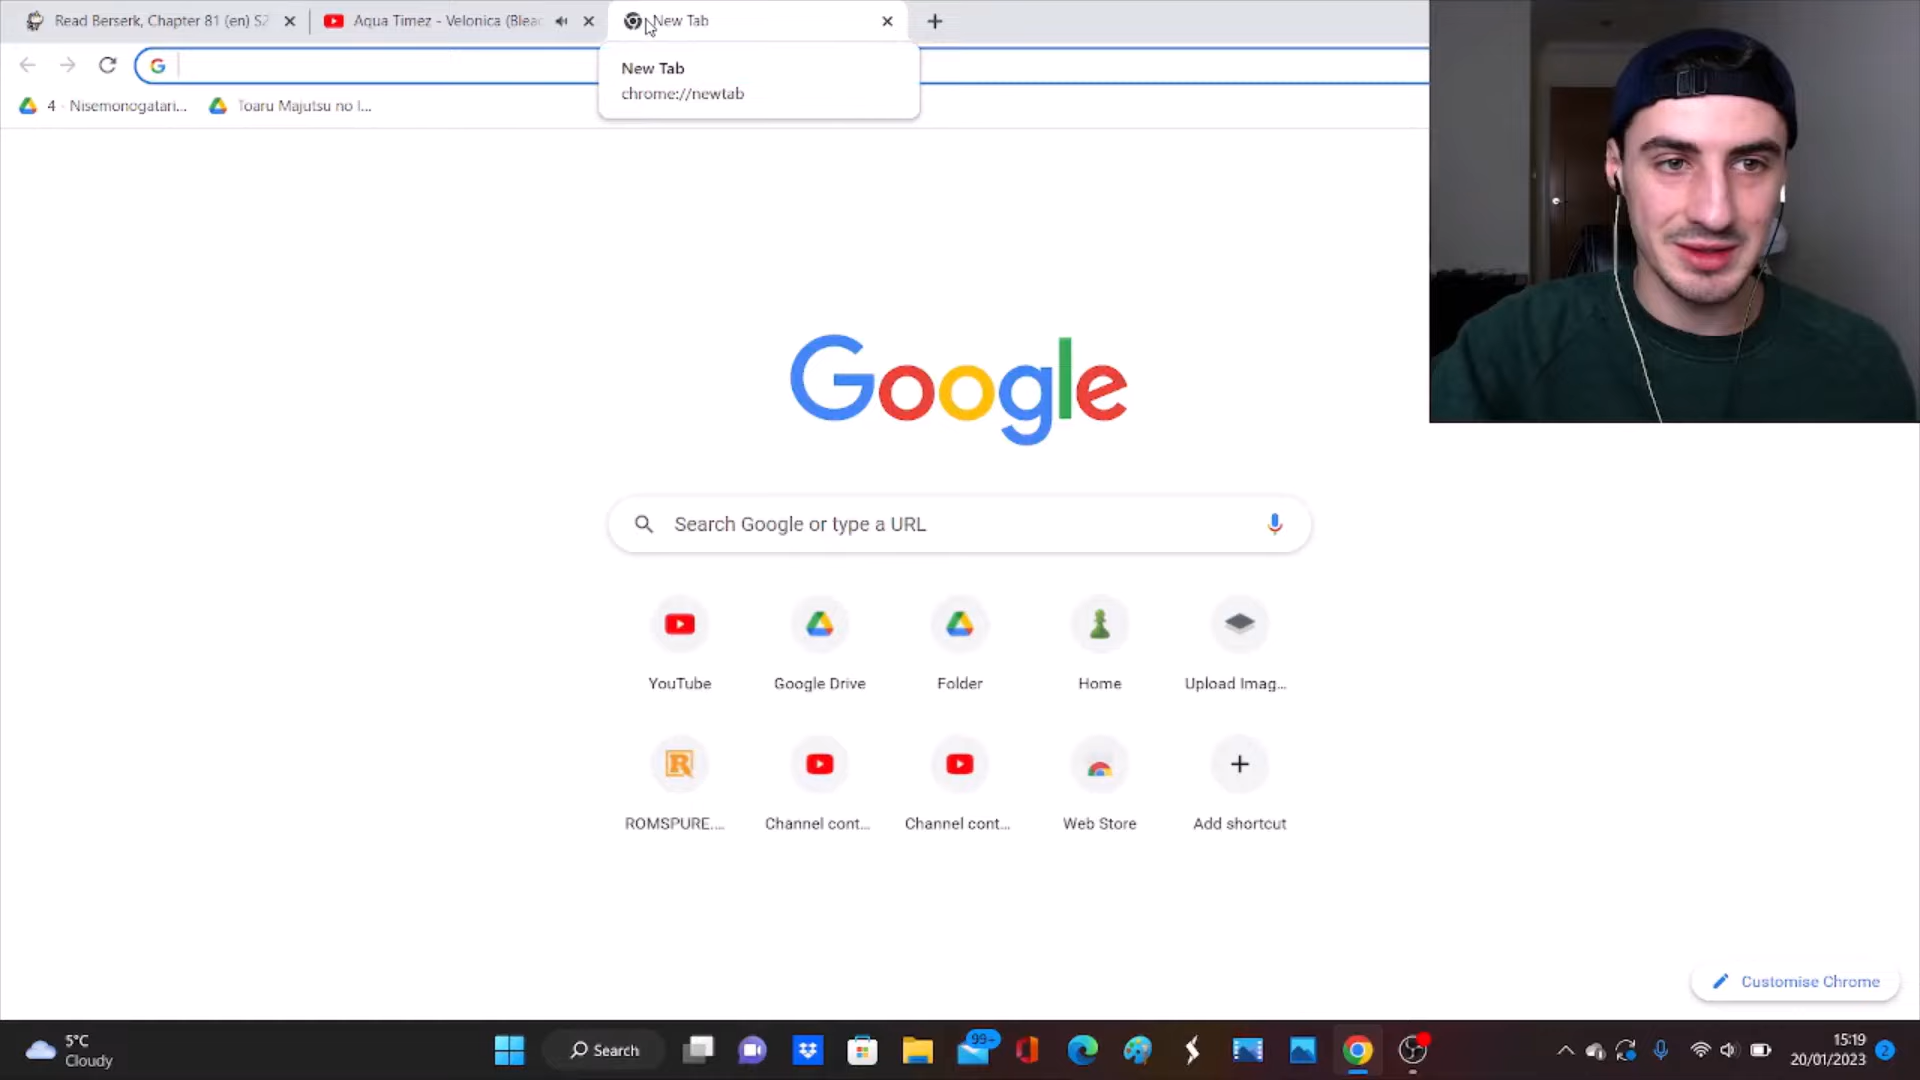 Read Berserk, Chapter 81 (en) S2
Aqua Timez - Velonica (Bleac
New Tab
New Tab
chrome://newtab
4 - Nisemonogatari...
Toaru Majutsu no I...
Google
Search Google or type a URL
YouTube
Google Drive
Folder
Home
Upload Imag...
ROMSPURE....
Channel cont...
Channel cont...
Web Store
Add shortcut
Customise Chrome
5°C
Cloudy
Search
99+
15:19
20/01/2023
2